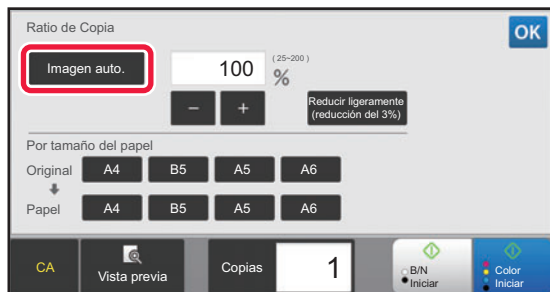 Ratio de Copia
OK
Imagen auto.
100
(25~200)
%
−
+
Reducir ligeramente
(reducción del 3%)
Por tamaño del papel
Original A4 B5 A5 A6
Papel A4 B5 A5 A6
CA
Vista previa
Copias
1
B/N
Iniciar
Color
Iniciar